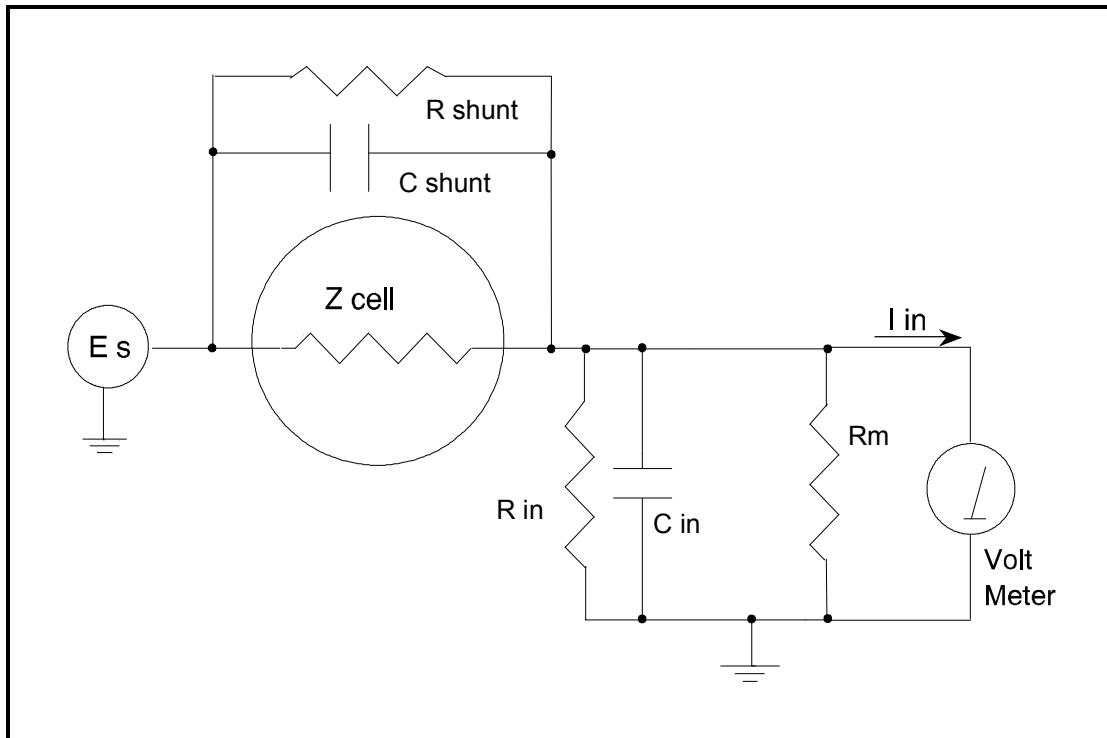 R shunt
C shunt
Z cell
E s
I in
Rm
R in
C in
Volt
Meter